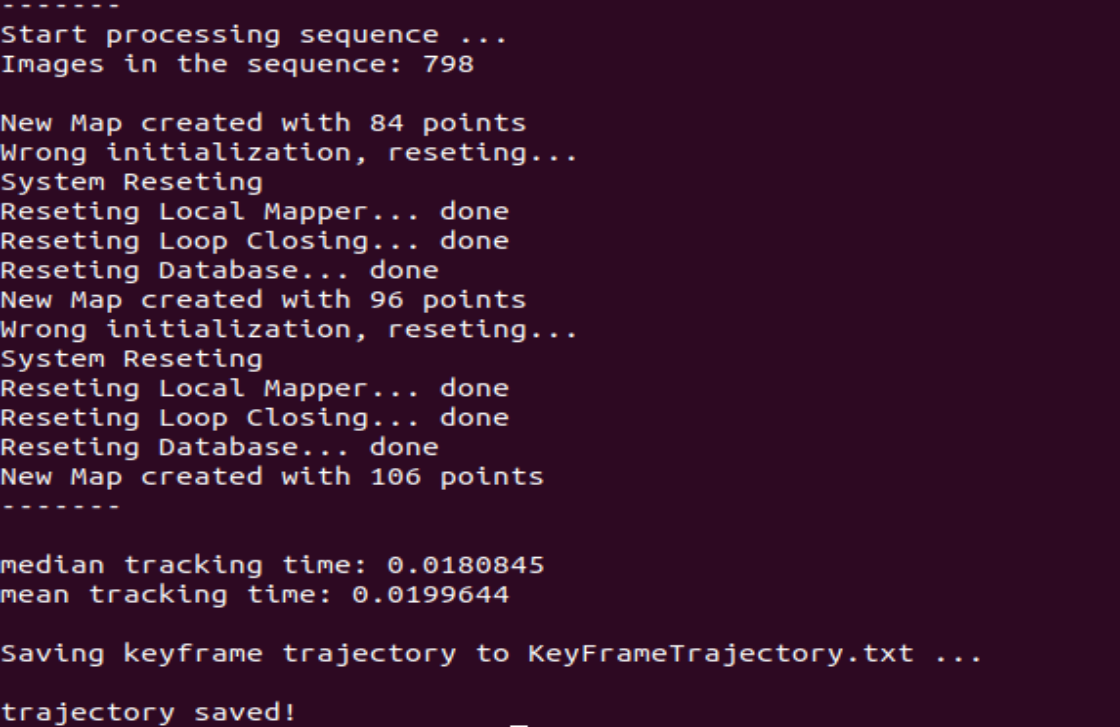 -------
Start processing sequence ...
Images in the sequence: 798
New Map created with 84 points
Wrong initialization, reseting...
System Reseting
Reseting Local Mapper... done
Reseting Loop Closing... done
Reseting Database... done
New Map created with 96 points
Wrong initialization, reseting...
System Reseting
Reseting Local Mapper... done
Reseting Loop Closing... done
Reseting Database... done
New Map created with 106 points
-------
median tracking time: 0.0180845
mean tracking time: 0.0199644
Saving keyframe trajectory to KeyFrameTrajectory.txt ...
trajectory saved!